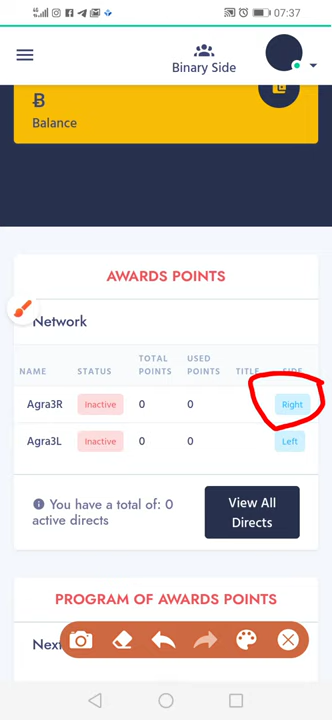 07:37
Binary Side
Ƀ
Balance
AWARDS POINTS
Network
NAME STATUS TOTAL POINTS USED POINTS TITLE SIDE
Agra3R Inactive 0 0 Right
Agra3L Inactive 0 0 Left
You have a total of: 0
active directs
View All
Directs
PROGRAM OF AWARDS POINTS
Next